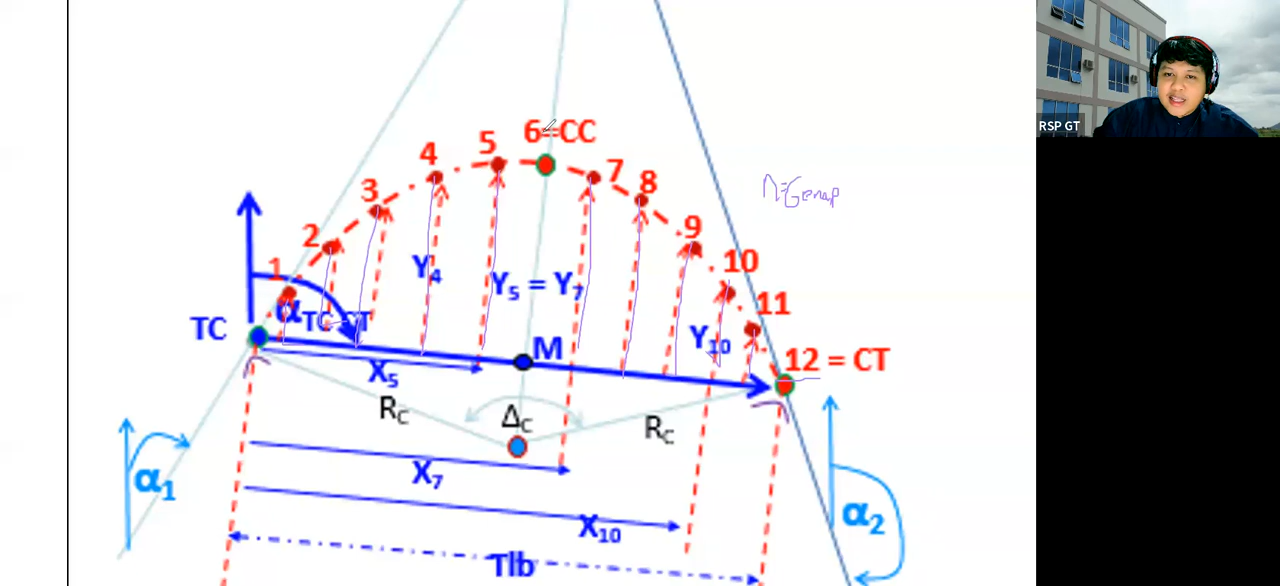 RSP GT
6=CC
5
4
7
8
3
n=Genap
2
9
10
1
Y4
Y5 = Y7
11
αTC-CT
TC
Y10
M
12 = CT
X5
RC
ΔC
RC
α1
X7
α2
X10
Tlb